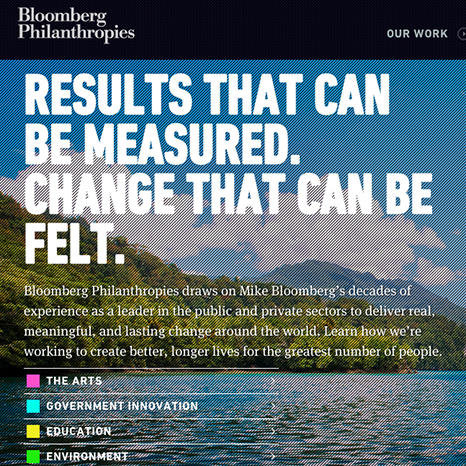 Bloomberg
Philanthropies
OUR WORK
RESULTS THAT CAN
BE MEASURED.
CHANGE THAT CAN BE
FELT.
Bloomberg Philanthropies draws on Mike Bloomberg's decades of
experience as a leader in the public and private sectors to deliver real,
meaningful, and lasting change around the world. Learn how we're
working to create better, longer lives for the greatest number of people.
THE ARTS
GOVERNMENT INNOVATION
EDUCATION
ENVIRONMENT